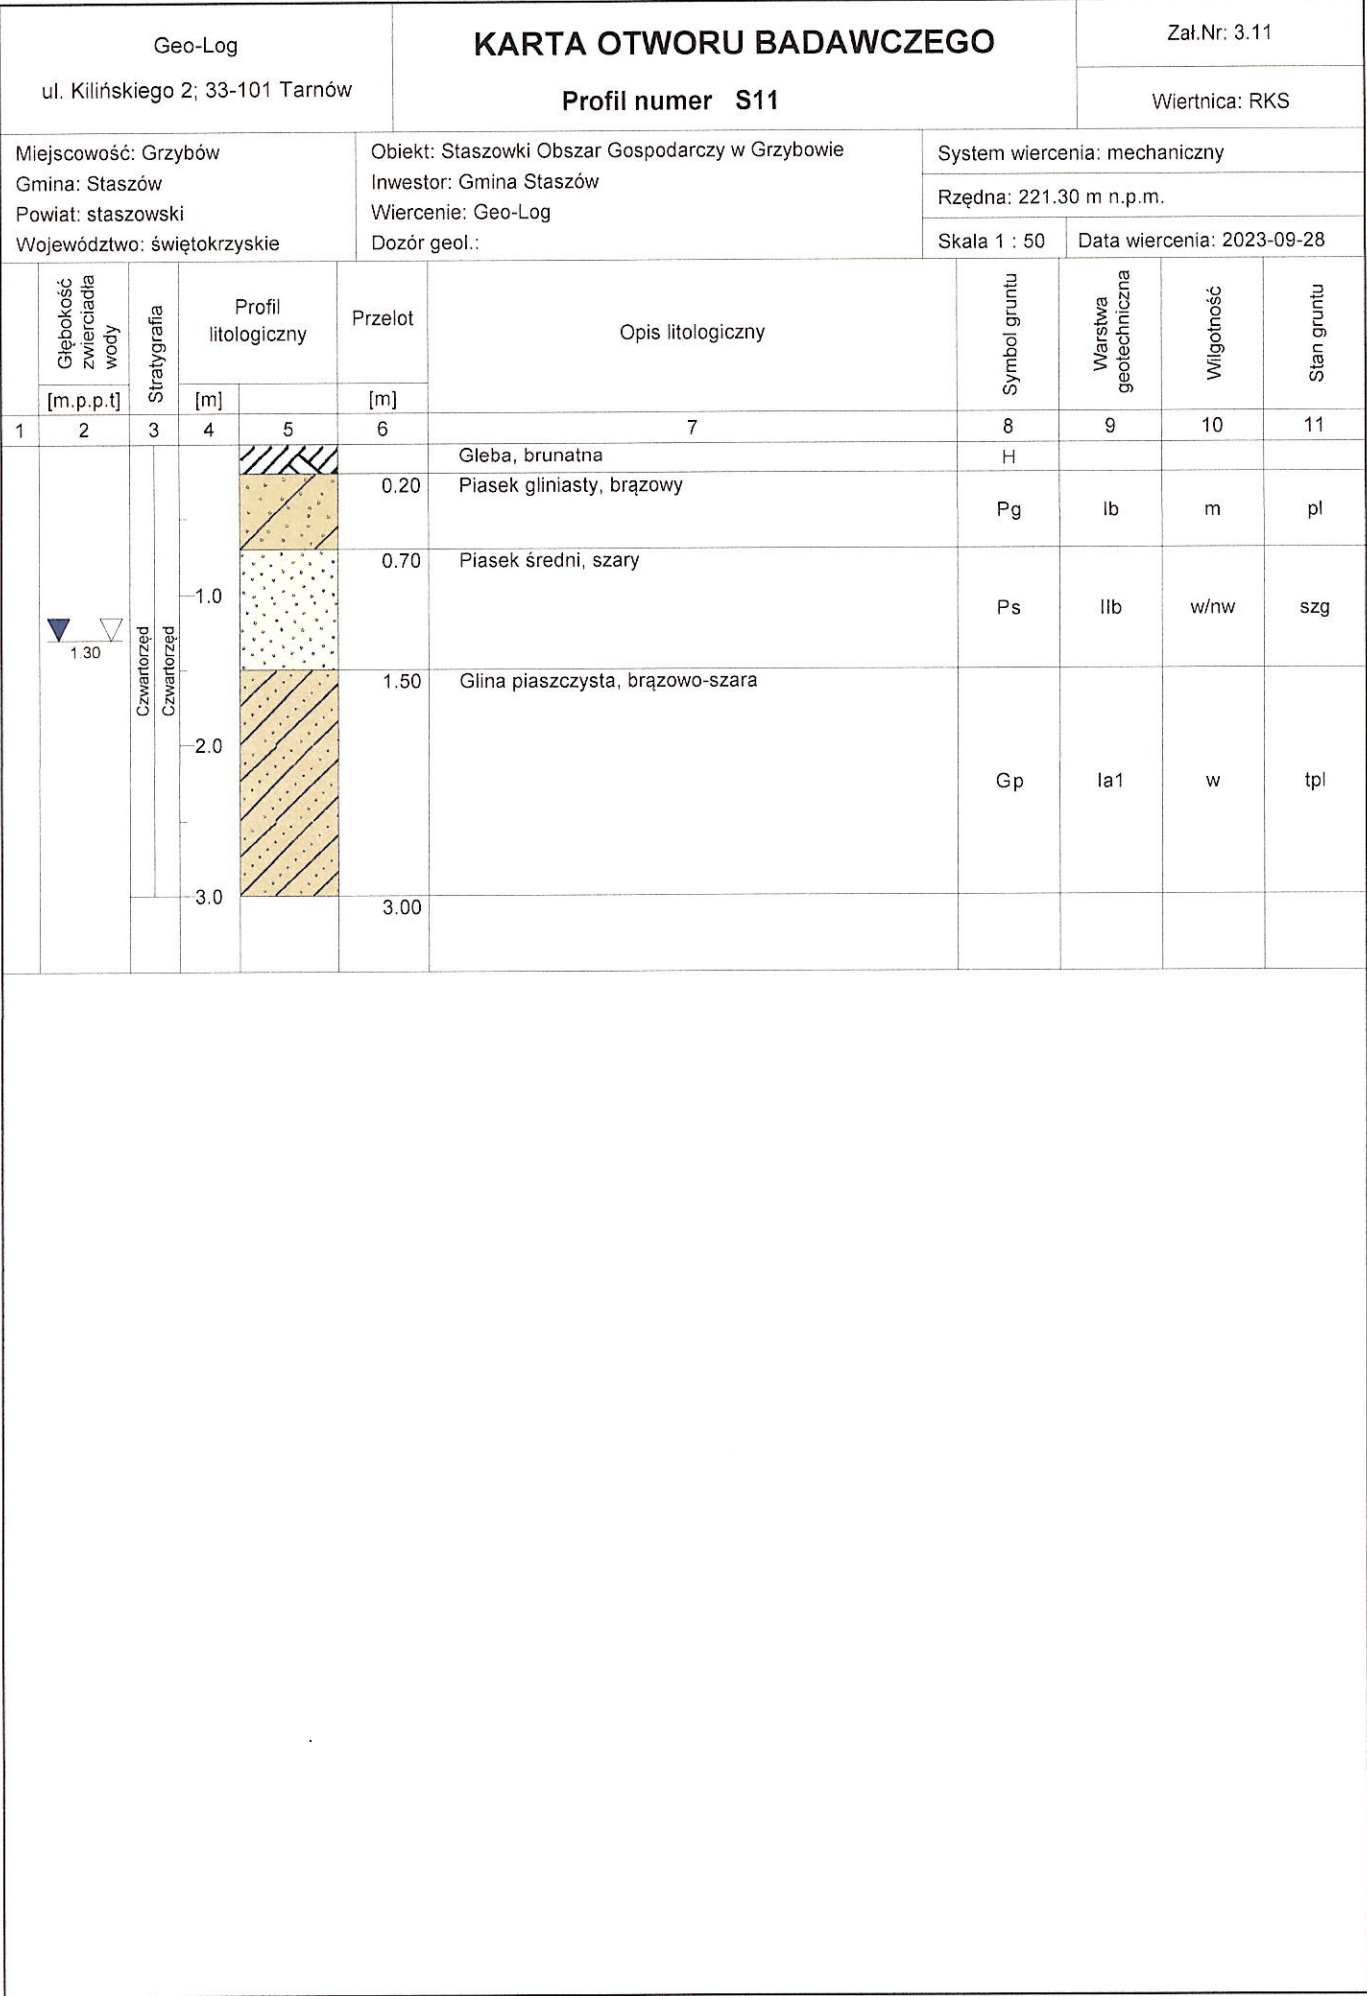 Geo-Log
ul. Kilińskiego 2; 33-101 Tarnów
KARTA OTWORU BADAWCZEGO
Profil numer S11
Zał.Nr: 3.11
Wiertnica: RKS
Miejscowość: Grzybów
Gmina: Staszów
Powiat: staszowski
Województwo: świętokrzyskie
Obiekt: Staszowki Obszar Gospodarczy w Grzybowie
Inwestor: Gmina Staszów
Wiercenie: Geo-Log
Dozór geol.:
System wiercenia: mechaniczny
Rzędna: 221.30 m n.p.m.
Skala 1 : 50
Data wiercenia: 2023-09-28
Głębokość
zwierciadła
wody
[m.p.p.t]
Stratygrafia
Profil
litologiczny
[m]
Przelot
[m]
Opis litologiczny
Symbol gruntu
Warstwa
geotechniczna
Wilgotność
Stan gruntu
1 2 3 4 5 6 7 8 9 10 11
Gleba, brunatna H
0.20 Piasek gliniasty, brązowy
Pg Ib m pl
0.70 Piasek średni, szary
1.0
Ps IIb w/nw szg
1.30
Czwartorzęd
Czwartorzęd
1.50 Glina piaszczysta, brązowo-szara
2.0
Gp Ia1 w tpl
3.0
3.00